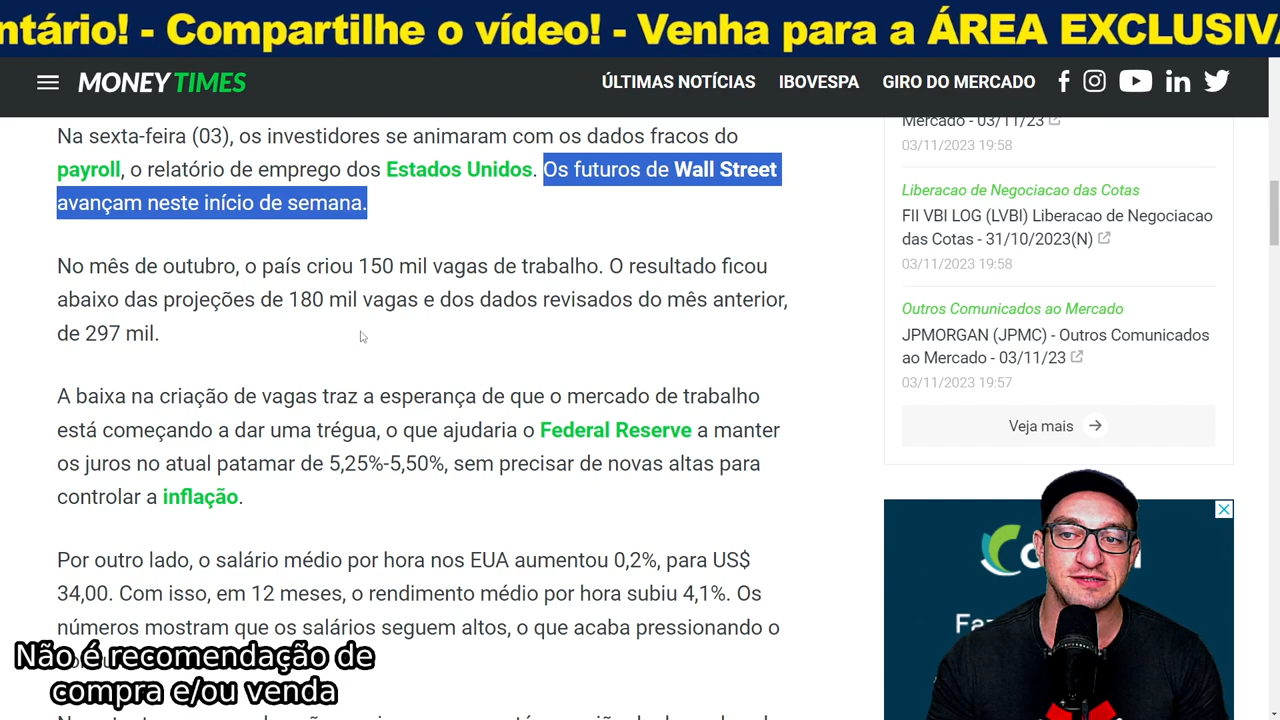 ntário! - Compartilhe o vídeo! - Venha para a ÁREA EXCLUSIVA
MONEY TIMES
ÚLTIMAS NOTÍCIAS IBOVESPA GIRO DO MERCADO
Na sexta-feira (03), os investidores se animaram com os dados fracos do
payroll, o relatório de emprego dos Estados Unidos. Os futuros de Wall Street
avançam neste início de semana.
No mês de outubro, o país criou 150 mil vagas de trabalho. O resultado ficou
abaixo das projeções de 180 mil vagas e dos dados revisados do mês anterior,
de 297 mil.
A baixa na criação de vagas traz a esperança de que o mercado de trabalho
está começando a dar uma trégua, o que ajudaria o Federal Reserve a manter
os juros no atual patamar de 5,25%-5,50%, sem precisar de novas altas para
controlar a inflação.
Por outro lado, o salário médio por hora nos EUA aumentou 0,2%, para US$
34,00. Com isso, em 12 meses, o rendimento médio por hora subiu 4,1%. Os
números mostram que os salários seguem altos, o que acaba pressionando o
Não é recomendação de
compra e/ou venda
Mercado - 03/11/23
03/11/2023 19:58
Liberacao de Negociacao das Cotas
FII VBI LOG (LVBI) Liberacao de Negociacao
das Cotas - 31/10/2023(N)
03/11/2023 19:58
Outros Comunicados ao Mercado
JPMORGAN (JPMC) - Outros Comunicados
ao Mercado - 03/11/23
03/11/2023 19:57
Veja mais